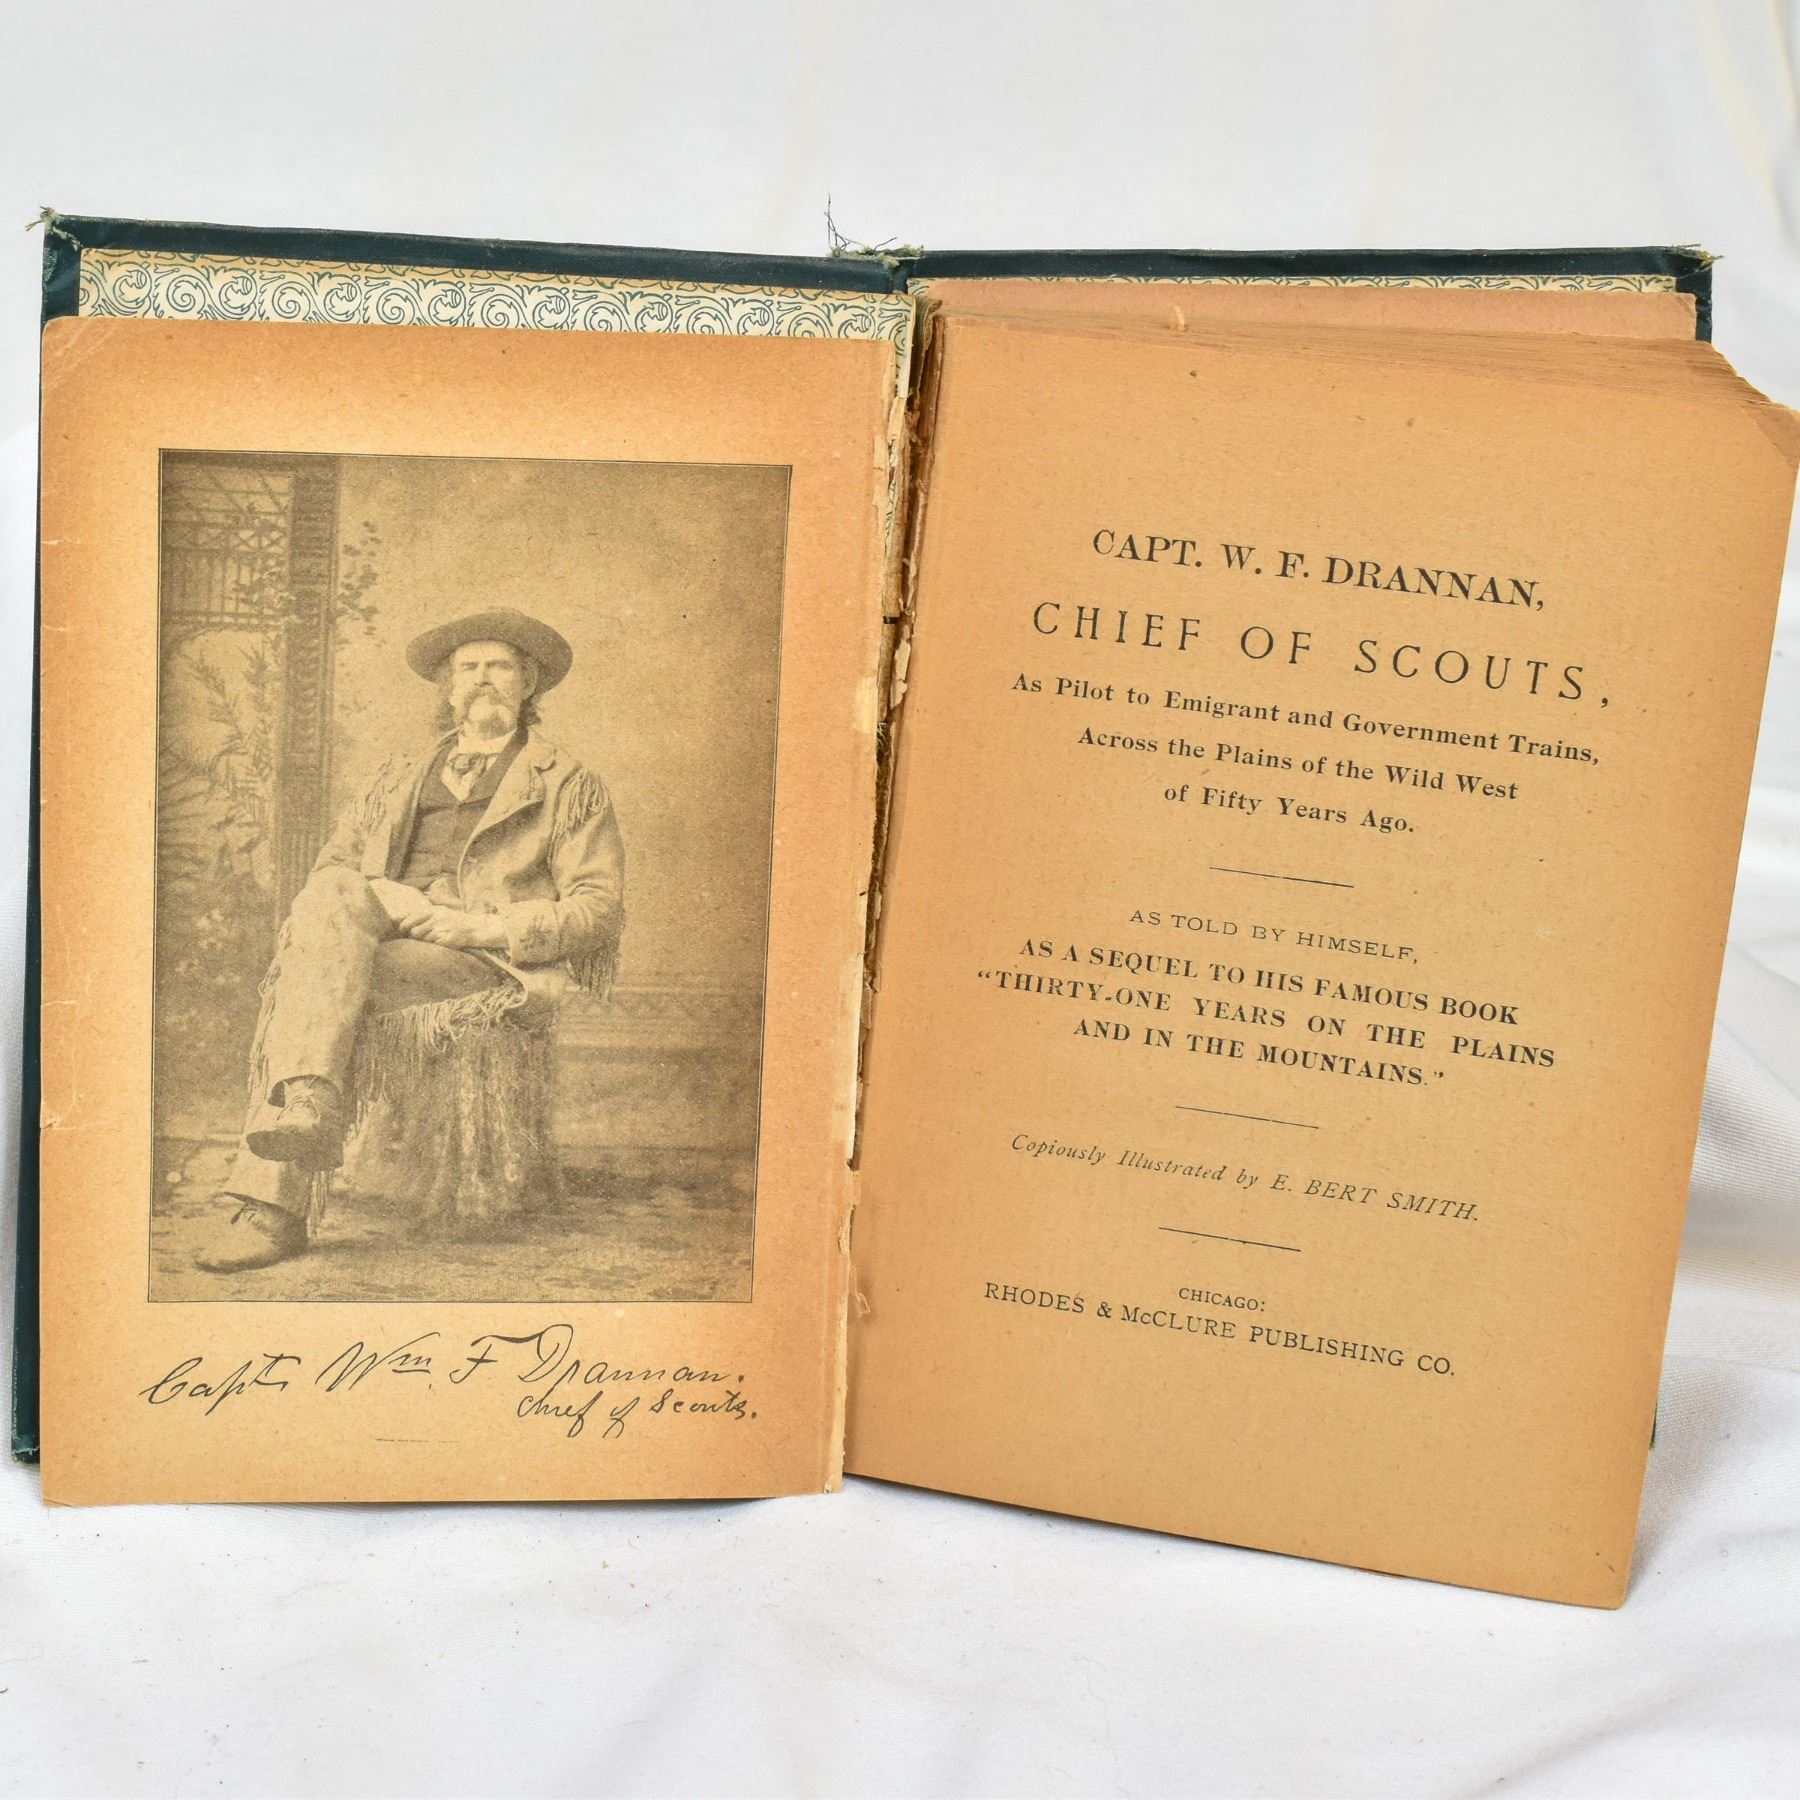 Capt. Wm. F Drannan.
Chief of Scouts.
CAPT. W. F. DRANNAN,
CHIEF OF SCOUTS,
As Pilot to Emigrant and Government Trains,
Across the Plains of the Wild West
of Fifty Years Ago.
AS TOLD BY HIMSELF,
AS A SEQUEL TO HIS FAMOUS BOOK
“THIRTY-ONE YEARS ON THE PLAINS
AND IN THE MOUNTAINS.”
Copiously Illustrated by E. BERT SMITH.
CHICAGO:
RHODES & McCLURE PUBLISHING CO.